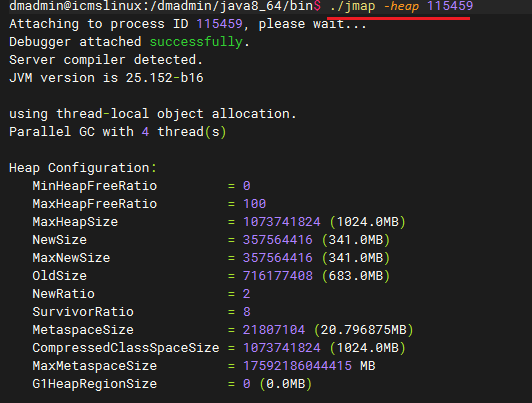 dmadmin@icmslinux:/dmadmin/java8_64/bin$ ./jmap -heap 115459
Attaching to process ID 115459, please wait...
Debugger attached successfully.
Server compiler detected.
JVM version is 25.152-b16
using thread-local object allocation.
Parallel GC with 4 thread(s)
Heap Configuration:
MinHeapFreeRatio = 0
MaxHeapFreeRatio = 100
MaxHeapSize = 1073741824 (1024.0MB)
NewSize = 357564416 (341.0MB)
MaxNewSize = 357564416 (341.0MB)
OldSize = 716177408 (683.0MB)
NewRatio = 2
SurvivorRatio = 8
MetaspaceSize = 21807104 (20.796875MB)
CompressedClassSpaceSize = 1073741824 (1024.0MB)
MaxMetaspaceSize = 17592186044415 MB
G1HeapRegionSize = 0 (0.0MB)